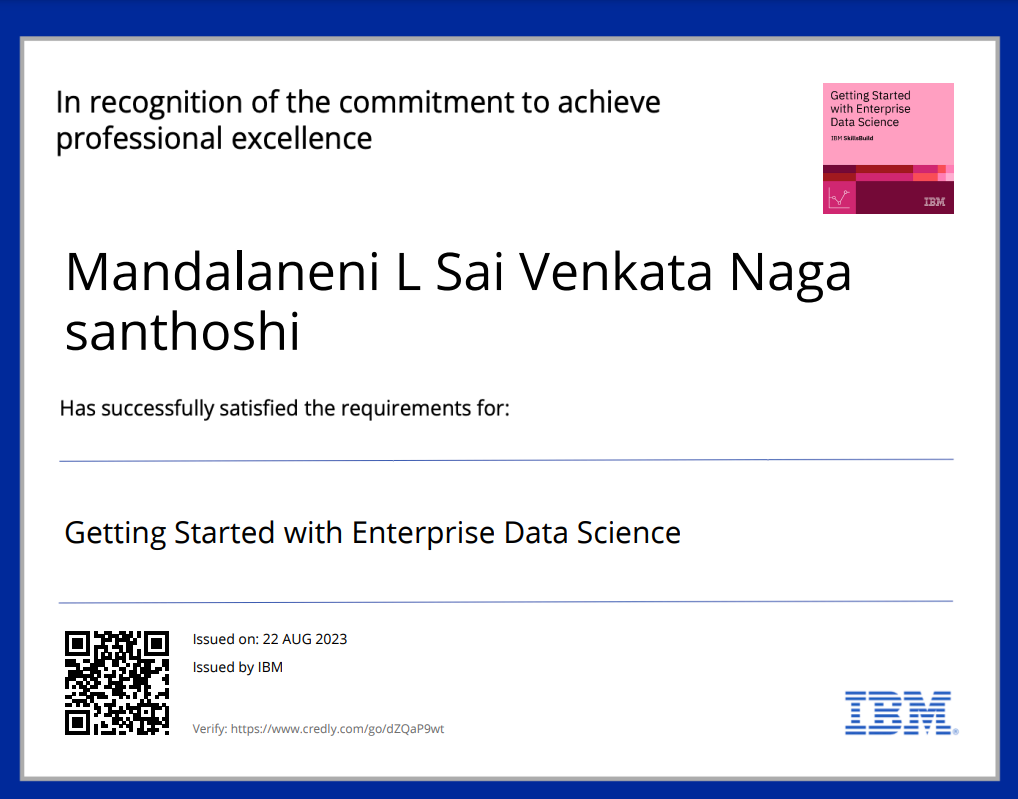 In recognition of the commitment to achieve
professional excellence
Getting Started
with Enterprise
Data Science
IBM SkillsBuild
IBM
Mandalaneni L Sai Venkata Naga
santhoshi
Has successfully satisfied the requirements for:
Getting Started with Enterprise Data Science
Issued on: 22 AUG 2023
Issued by IBM
Verify: https://www.credly.com/go/dZQaP9wt
IBM®